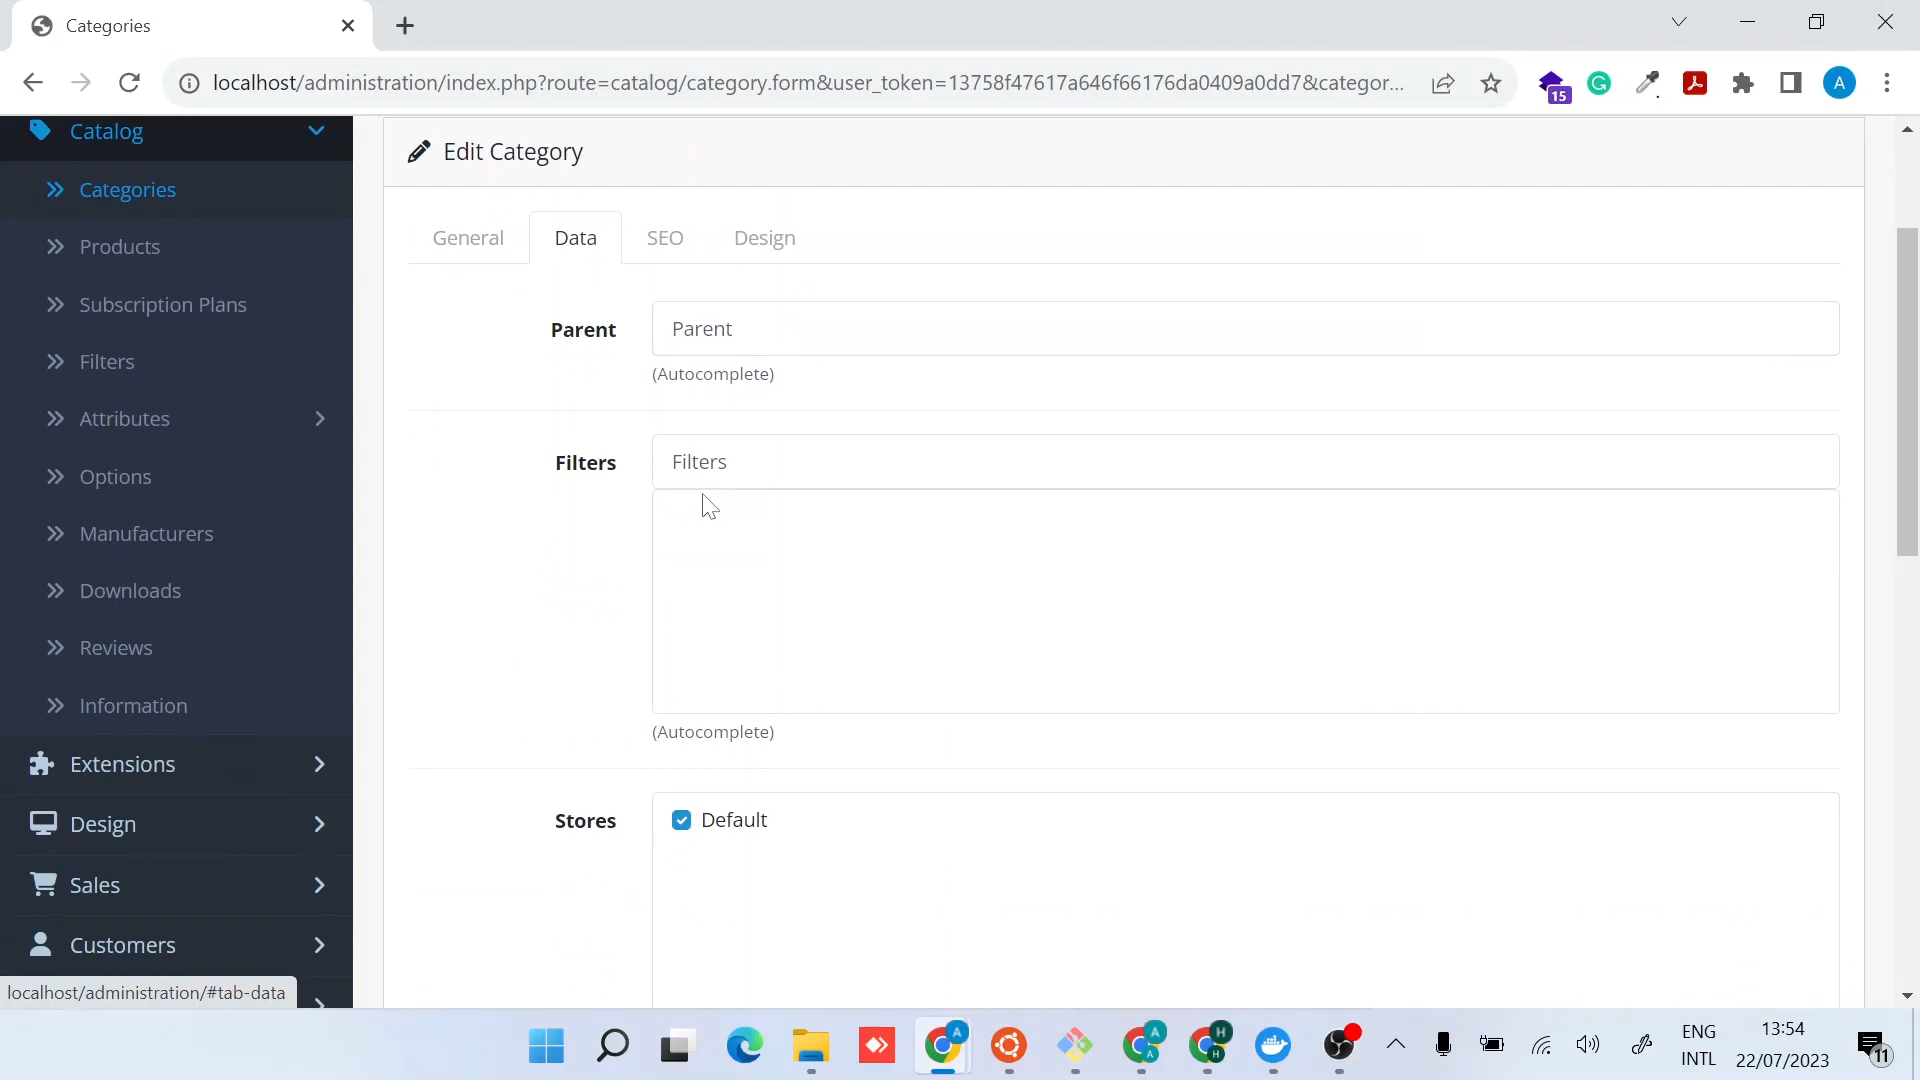 Categories
localhost/administration/index.php?route=catalog/category.form&user_token=13758f47617a646f66176da0409a0dd7&categor...
15
A
Catalog
Categories
Products
Subscription Plans
Filters
Attributes
Options
Manufacturers
Downloads
Reviews
Information
Extensions
Design
Sales
Customers
localhost/administration/#tab-data
Edit Category
General
Data
SEO
Design
Parent
Parent
(Autocomplete)
Filters
Filters
(Autocomplete)
Stores
Default
A
A
A
H
H
ENG
INTL
13:54
22/07/2023
11